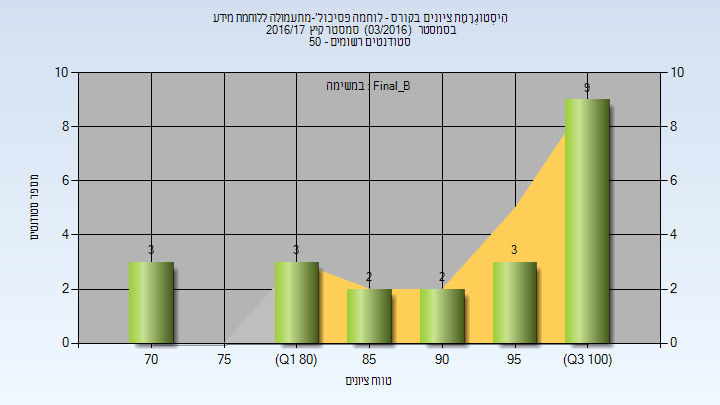 היסטוגרמת ציונים בקורס - לוחמה פסיכול'-מתעמולה ללוחמת מידע
בסמסטר (03/2016) סמסטר קיץ 2016/17
סטודנטים רשומים - 50
במשימה : Final_B
10 10
8 8
6 6
4 4
2 2
0 0
3 3 2 2 3 9
70 75 (Q1 80) 85 90 95 (Q3 100)
מספר סטודנטים
טווח ציונים